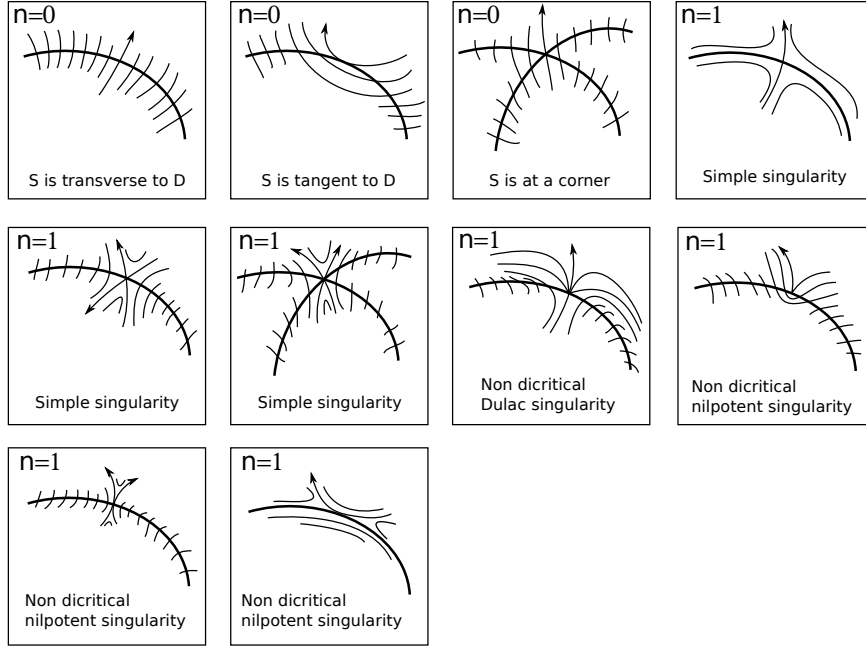 n=0
S is transverse to D
n=0
S is tangent to D
n=0
S is at a corner
n=1
Simple singularity
n=1
Simple singularity
n=1
Simple singularity
n=1
Non dicritical
Dulac singularity
n=1
Non dicritical
nilpotent singularity
n=1
Non dicritical
nilpotent singularity
n=1
Non dicritical
nilpotent singularity